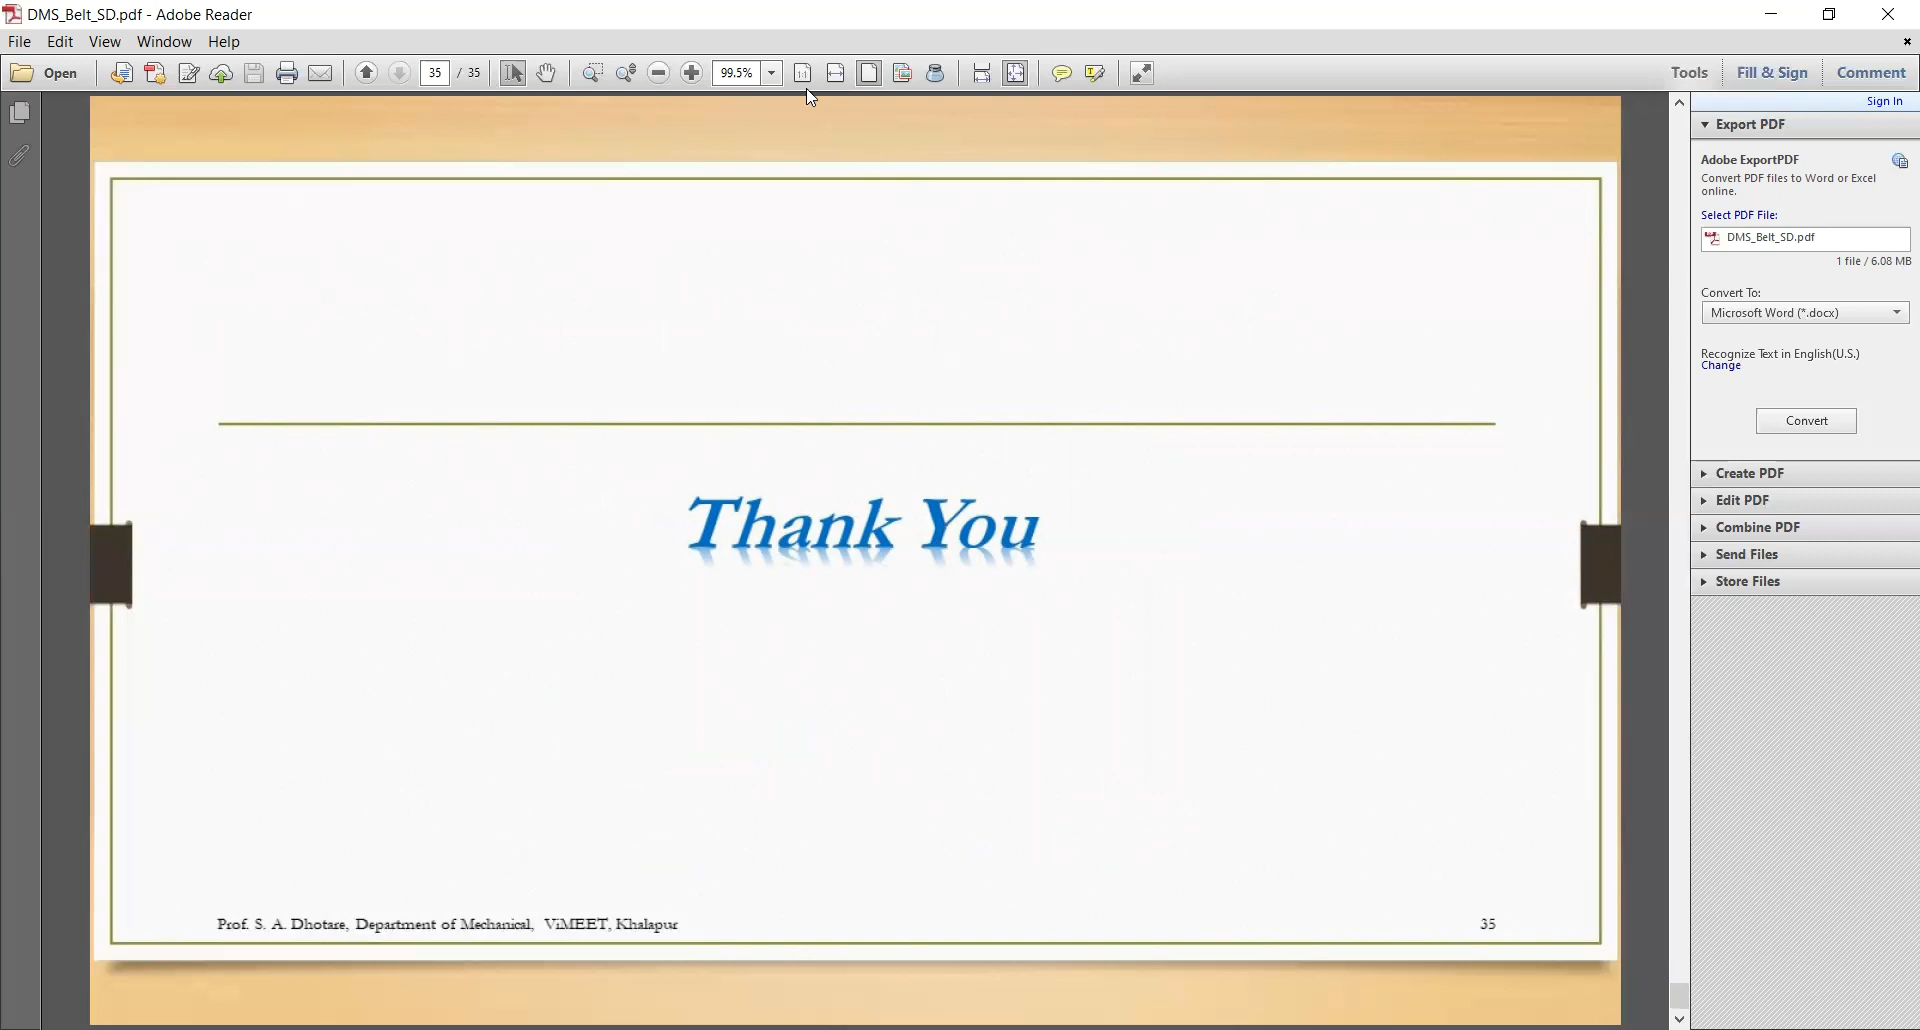 DMS_Belt_SD.pdf - Adobe Reader
File Edit View Window Help
Open 35 / 35 99.5% Tools Fill & Sign Comment
Sign In
Export PDF
Adobe ExportPDF
Convert PDF files to Word or Excel
online.
Select PDF File:
DMS_Belt_SD.pdf
1 file / 6.08 MB
Convert To:
Microsoft Word (*.docx)
Recognize Text in English(U.S.)
Change
Convert
Create PDF
Edit PDF
Combine PDF
Send Files
Store Files
Thank You
Prof. S. A. Dhotare, Department of Mechanical, ViMEET, Khalapur 35